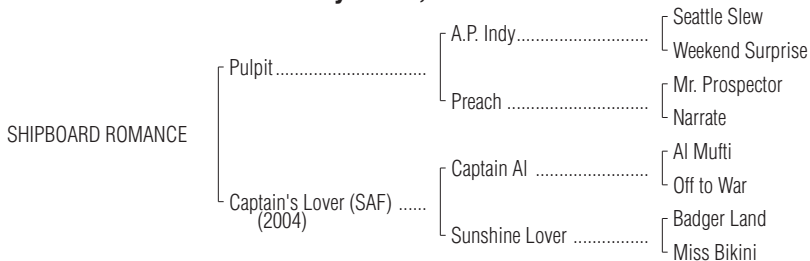 Seattle Slew
A.P. Indy
Weekend Surprise
Pulpit
Mr. Prospector
Preach
Narrate
SHIPBOARD ROMANCE
Al Mufti
Captain Al
Off to War
Captain's Lover (SAF)
(2004)
Badger Land
Sunshine Lover
Miss Bikini